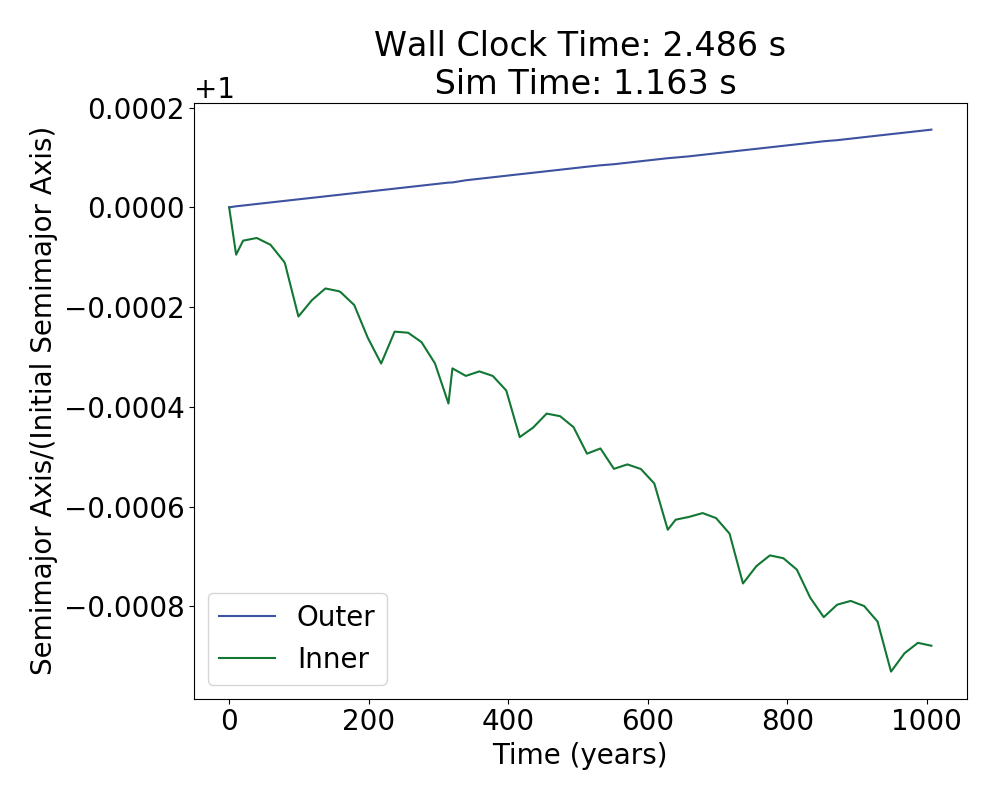 Wall Clock Time: 2.486 s
Sim Time: 1.163 s
+1
0.0002
0.0000
−0.0002
−0.0004
−0.0006
−0.0008
Semimajor Axis/(Initial Semimajor Axis)
Outer
Inner
0 200 400 600 800 1000
Time (years)